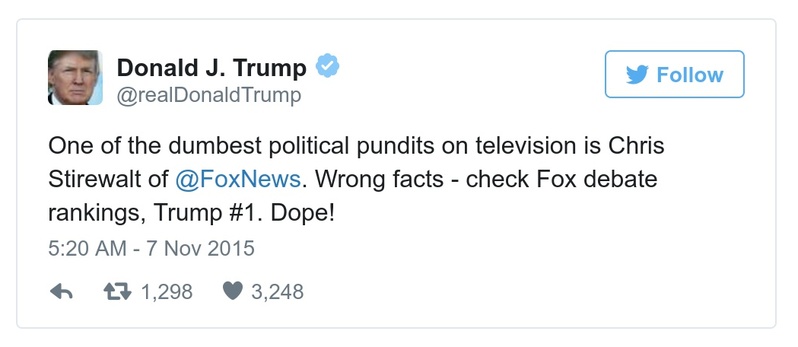 Donald J. Trump
@realDonaldTrump
Follow
One of the dumbest political pundits on television is Chris
Stirewalt of @FoxNews. Wrong facts - check Fox debate
rankings, Trump #1. Dope!
5:20 AM - 7 Nov 2015
1,298 3,248